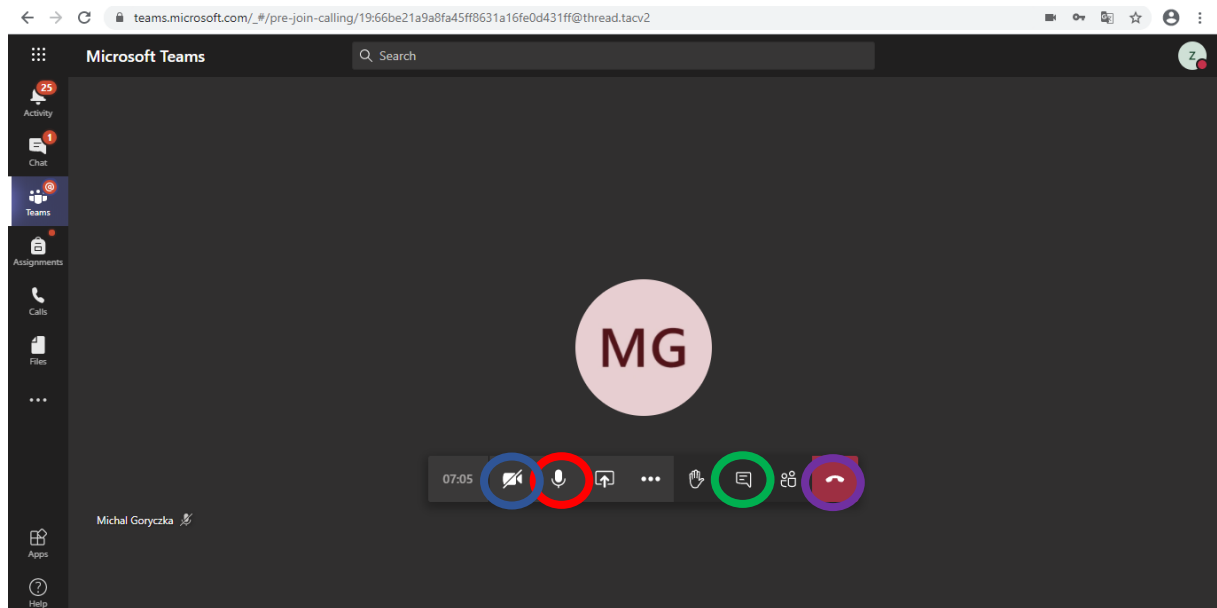 teams.microsoft.com/_#/pre-join-calling/19:66be21a9a8fa45ff8631a16fe0d431ff@thread.tacv2
Microsoft Teams
Search
Z
25
Activity
1
Chat
@
Teams
Assignments
Calls
Files
MG
07:05
Michal Goryczka
Apps
?
Help